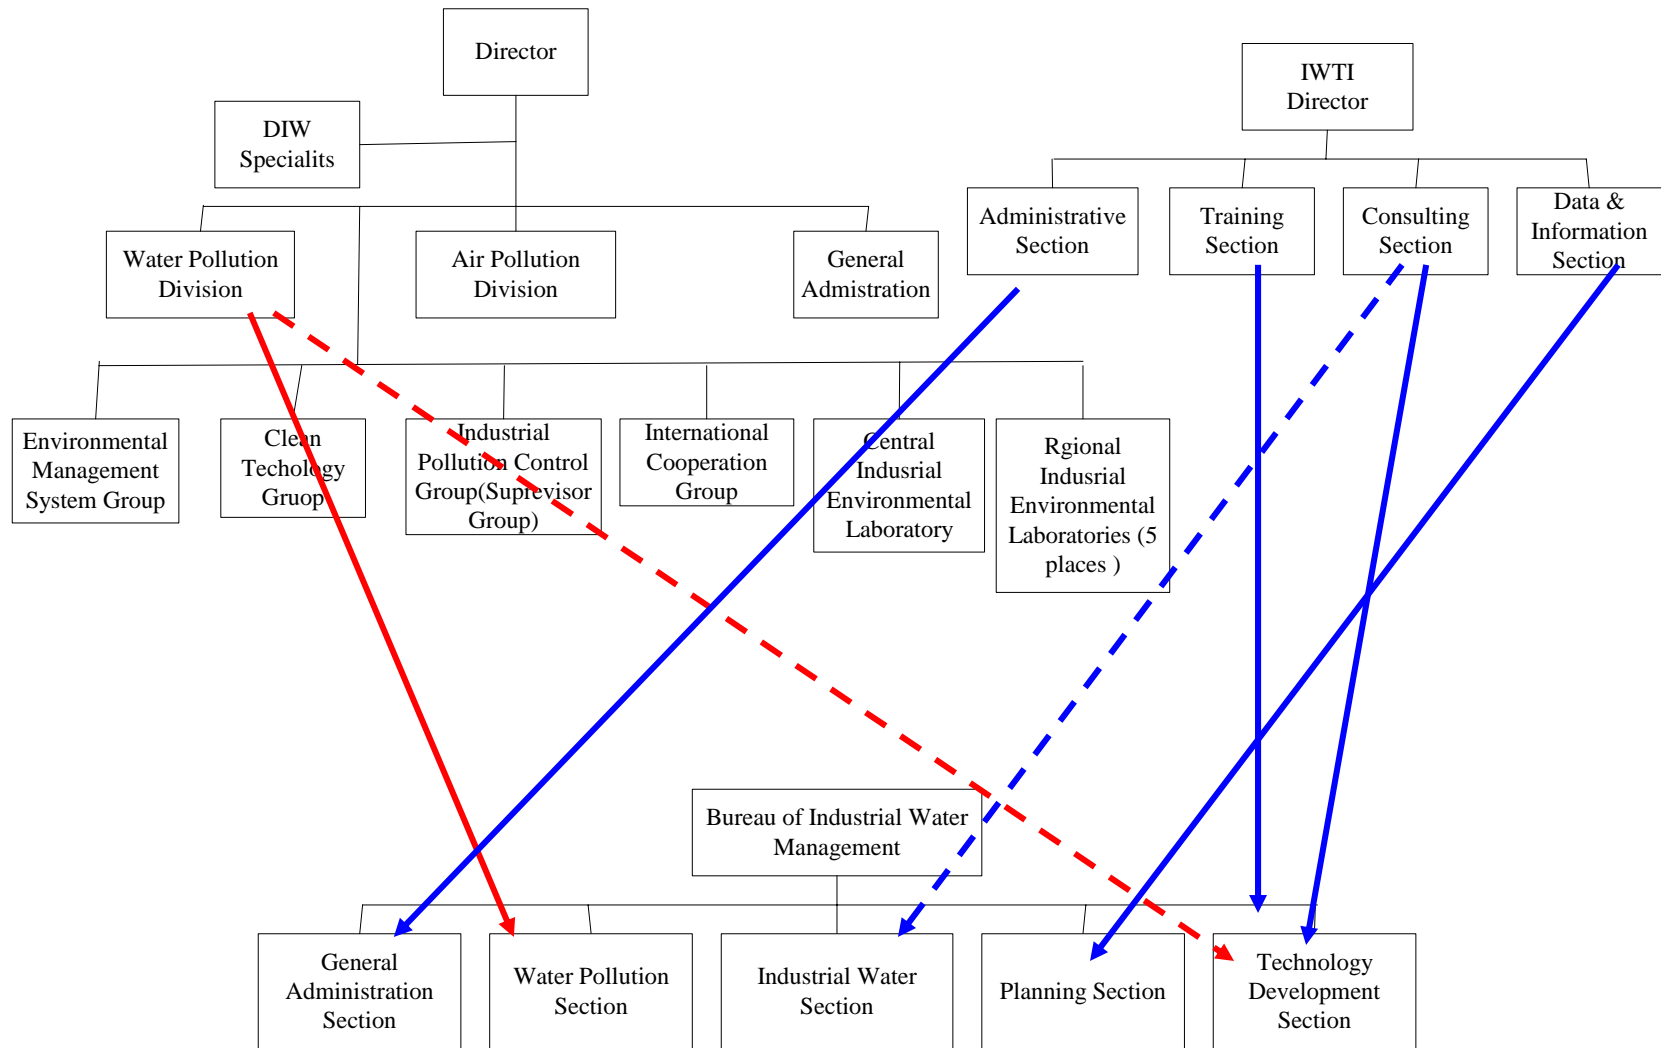 Director
IWTI
Director
DIW
Specialits
Administrative
Section
Training
Section
Consulting
Section
Data &
Information
Section
Water Pollution
Division
Air Pollution
Division
General
Admistration
Environmental
Management
System Group
Clean
Techology
Gruop
Industrial
Pollution Control
Group(Suprevisor
Group)
International
Cooperation
Group
Central
Indusrial
Environmental
Laboratory
Rgional
Indusrial
Environmental
Laboratories (5
places )
Bureau of Industrial Water
Management
General
Administration
Section
Water Pollution
Section
Industrial Water
Section
Planning Section
Technology
Development
Section